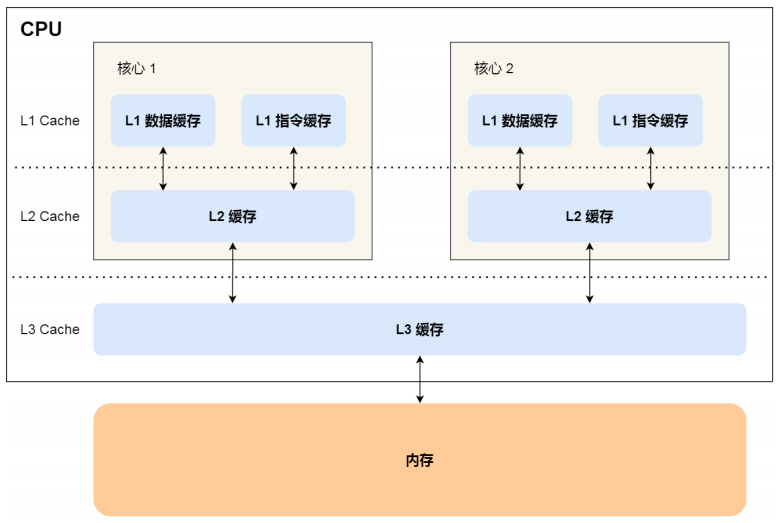 CPU
核心 1
核心 2
L1 Cache
L1 数据缓存
L1 指令缓存
L1 数据缓存
L1 指令缓存
L2 Cache
L2 缓存
L2 缓存
L3 Cache
L3 缓存
内存